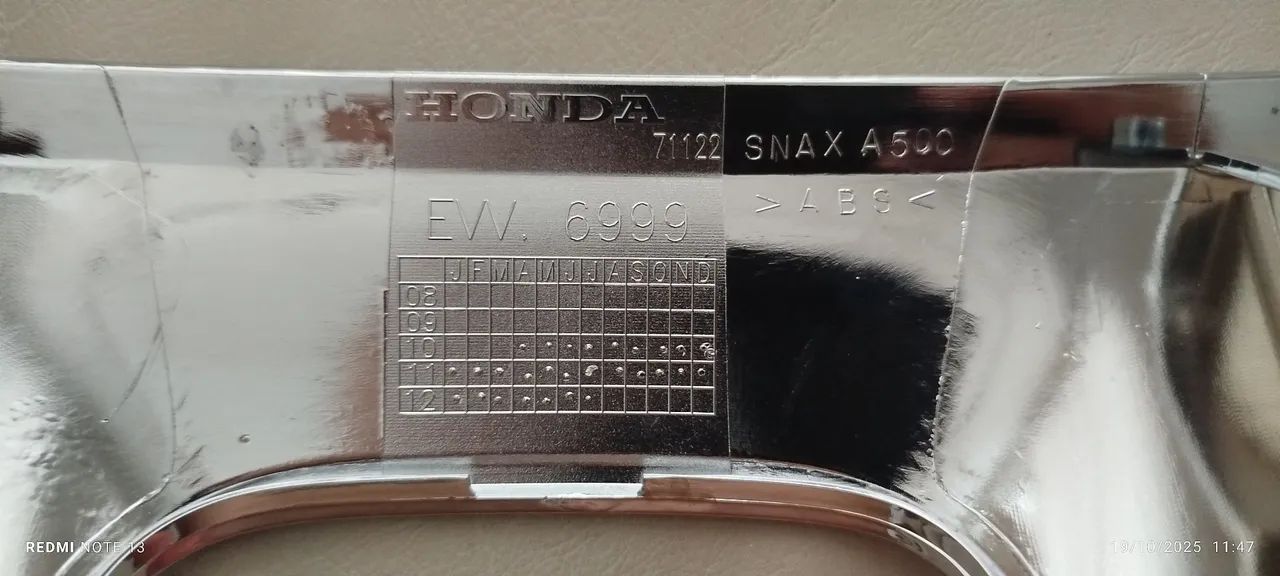 HONDA
71122 SNAX A500
>ABS<
EW. 6999
J F M A M J J A S O N D
08
09
10
11
12
REDMI NOTE 13
19/10/2025 11:47